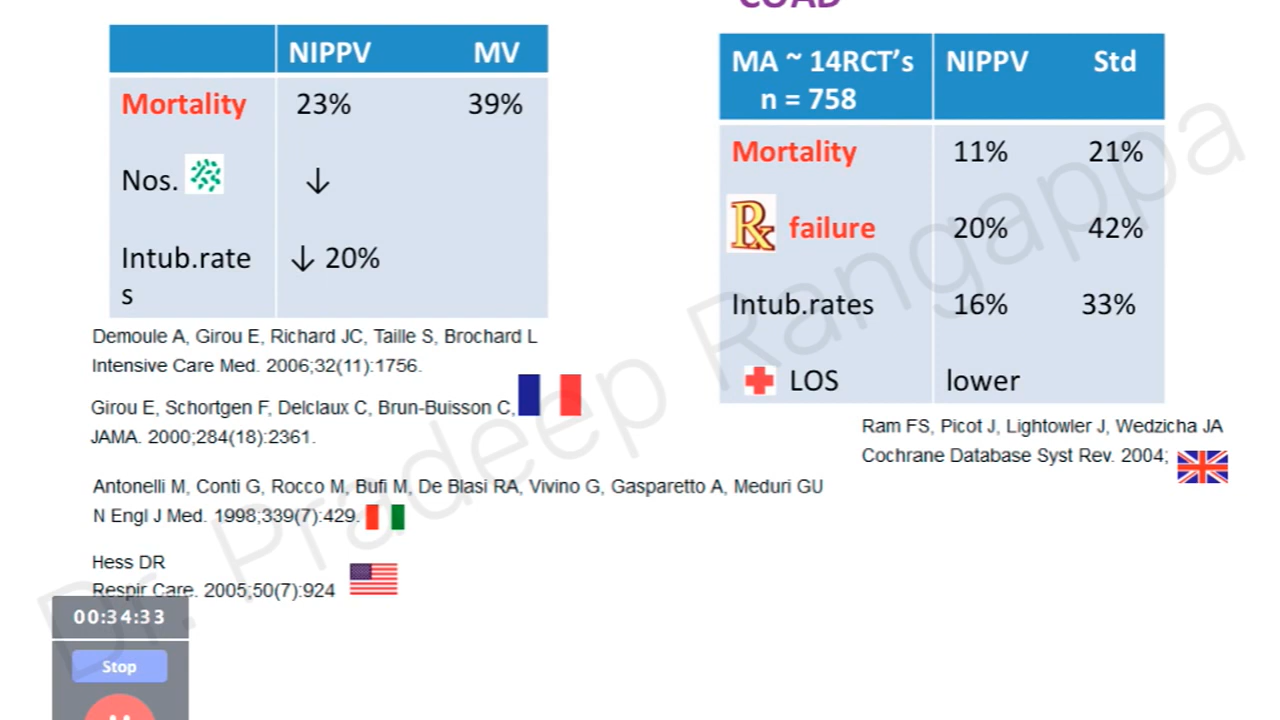 COAD
NIPPV MV
Mortality 23% 39%
Nos. ↓
Intub.rate ↓ 20%
s
MA ~ 14RCT's NIPPV Std
n = 758
Mortality 11% 21%
Rx failure 20% 42%
Intub.rates 16% 33%
LOS lower
Demoule A, Girou E, Richard JC, Taille S, Brochard L
Intensive Care Med. 2006;32(11):1756.
Girou E, Schortgen F, Delclaux C, Brun-Buisson C,
JAMA. 2000;284(18):2361.
Ram FS, Picot J, Lightowler J, Wedzicha JA
Cochrane Database Syst Rev. 2004;
Antonelli M, Conti G, Rocco M, Bufi M, De Blasi RA, Vivino G, Gasparetto A, Meduri GU
N Engl J Med. 1998;339(7):429.
Hess DR
Respir Care. 2005;50(7):924
00:34:33
Stop
Dr. Pradeep Rangappa